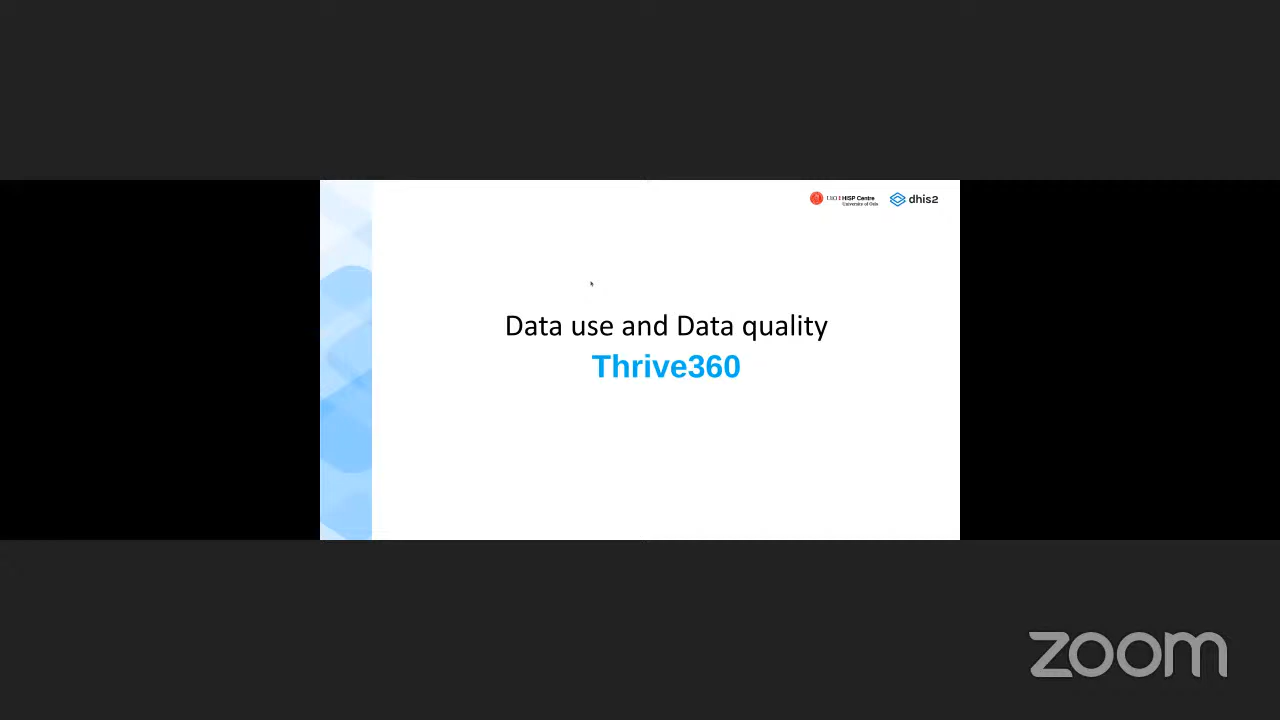 HISP Centre
University of Oslo
dhis2
Data use and Data quality
Thrive360
zoom